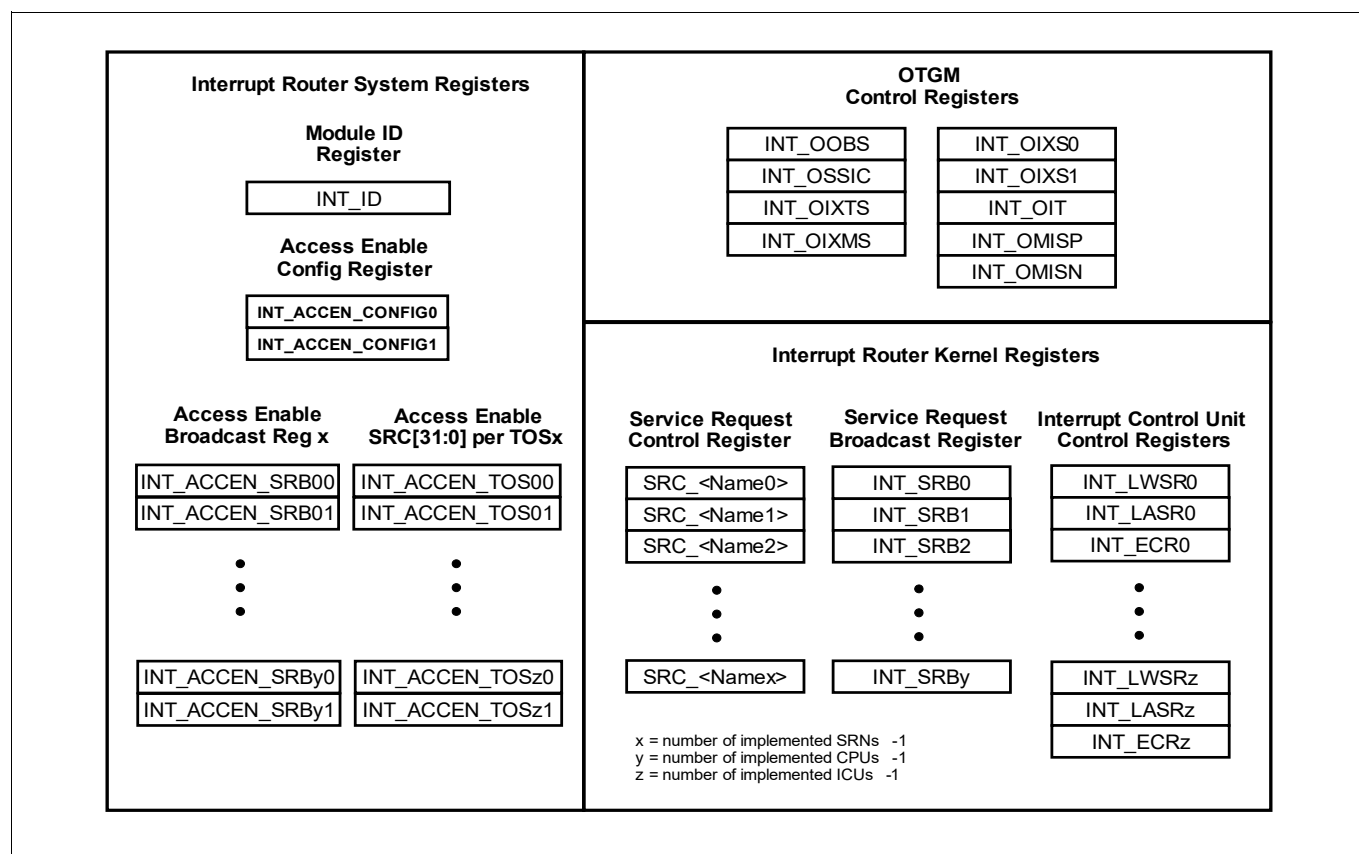 Interrupt Router System Registers
Module ID
Register
INT_ID
Access Enable
Config Register
INT_ACCEN_CONFIG0
INT_ACCEN_CONFIG1
Access Enable
Broadcast Reg x
INT_ACCEN_SRB00
INT_ACCEN_SRB01
INT_ACCEN_SRBy0
INT_ACCEN_SRBy1
Access Enable
SRC[31:0] per TOSx
INT_ACCEN_TOS00
INT_ACCEN_TOS01
INT_ACCEN_TOSz0
INT_ACCEN_TOSz1
OTGM
Control Registers
INT_OOBS
INT_OSSIC
INT_OIXTS
INT_OIXMS
INT_OIXS0
INT_OIXS1
INT_OIT
INT_OMISP
INT_OMISN
Interrupt Router Kernel Registers
Service Request
Control Register
SRC_<Name0>
SRC_<Name1>
SRC_<Name2>
SRC_<Namex>
Service Request
Broadcast Register
INT_SRB0
INT_SRB1
INT_SRB2
INT_SRBy
Interrupt Control Unit
Control Registers
INT_LWSR0
INT_LASR0
INT_ECR0
INT_LWSRz
INT_LASRz
INT_ECRz
x = number of implemented SRNs -1
y = number of implemented CPUs -1
z = number of implemented ICUs -1